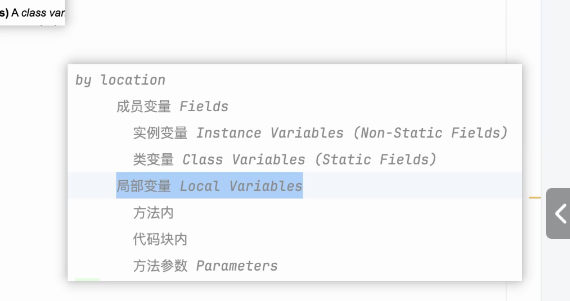 s) A class var
by location
成员变量 Fields
实例变量 Instance Variables (Non-Static Fields)
类变量 Class Variables (Static Fields)
局部变量 Local Variables
方法内
代码块内
方法参数 Parameters